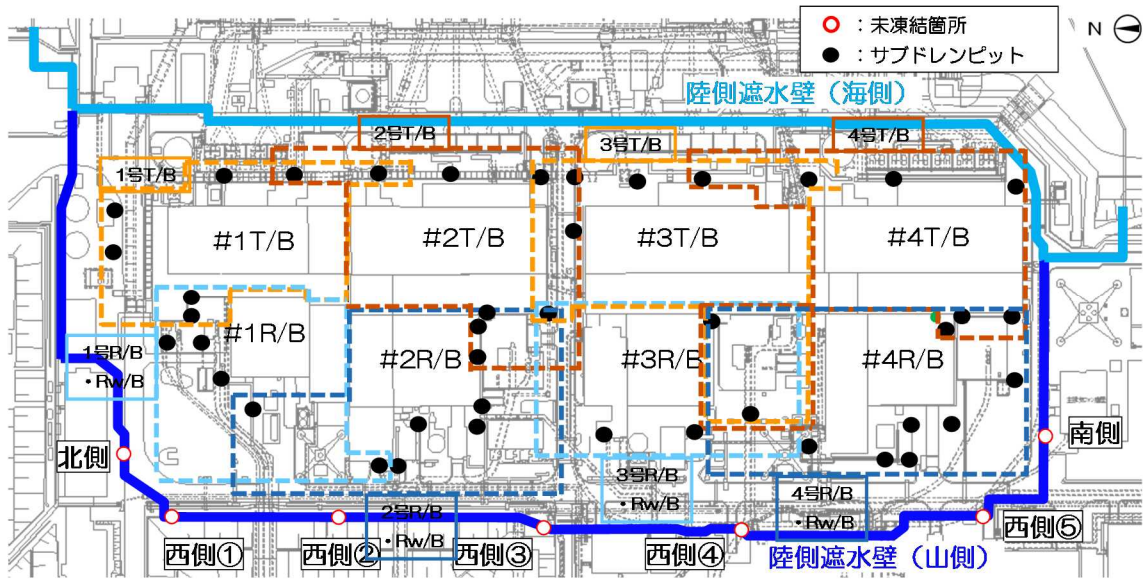 ○：未凍結箇所
●：サブドレンピット
N
陸側遮水壁（海側）
2号T/B
3号T/B
4号T/B
1号T/B
#1T/B
#2T/B
#3T/B
#4T/B
#1R/B
#2R/B
#3R/B
#4R/B
1号R/B
・Rw/B
北側
南側
3号R/B
・Rw/B
4号R/B
・Rw/B
2号R/B
・Rw/B
西側①
西側②
西側③
西側④
西側⑤
陸側遮水壁（山側）